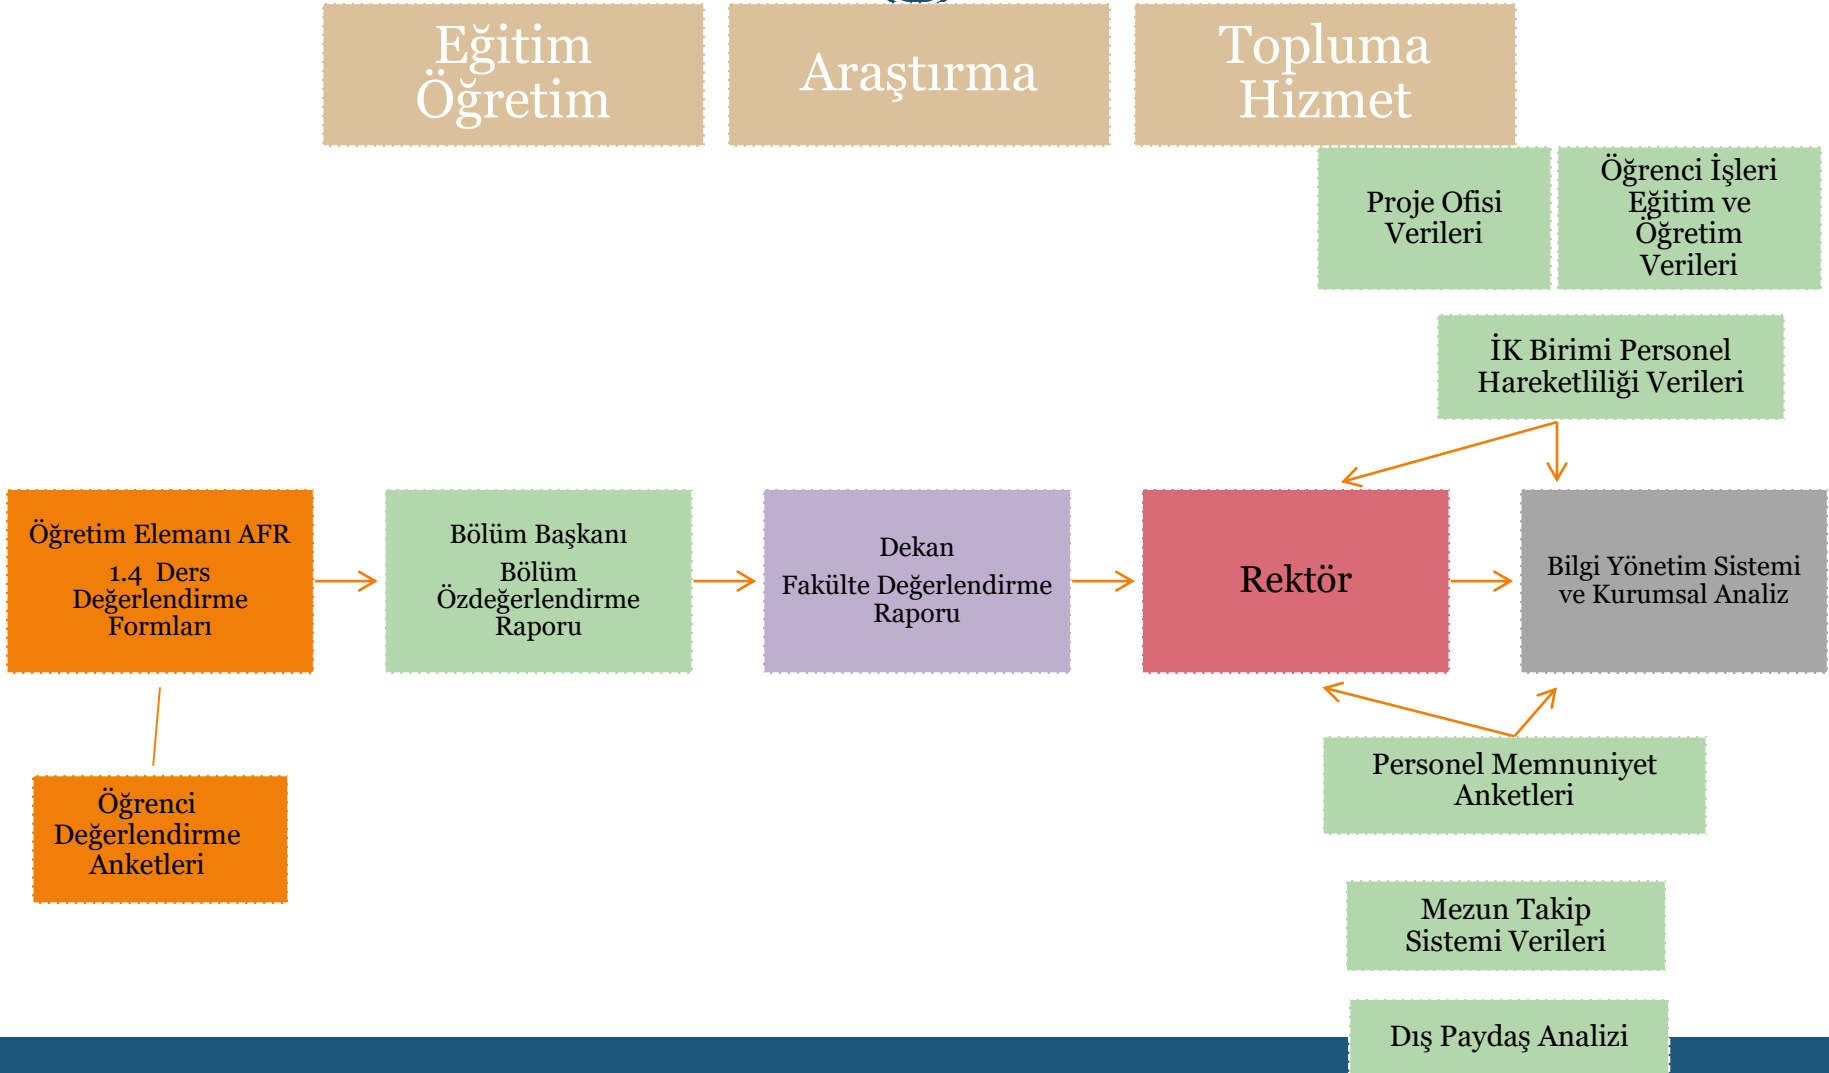 Eğitim
Öğretim
Araştırma
Topluma
Hizmet
Proje Ofisi
Verileri
Öğrenci İşleri
Eğitim ve
Öğretim
Verileri
İK Birimi Personel
Hareketliliği Verileri
Öğretim Elemanı AFR
1.4 Ders
Değerlendirme
Formları
Bölüm Başkanı
Bölüm
Özdeğerlendirme
Raporu
Dekan
Fakülte Değerlendirme
Raporu
Rektör
Bilgi Yönetim Sistemi
ve Kurumsal Analiz
Öğrenci
Değerlendirme
Anketleri
Personel Memnuniyet
Anketleri
Mezun Takip
Sistemi Verileri
Dış Paydaş Analizi